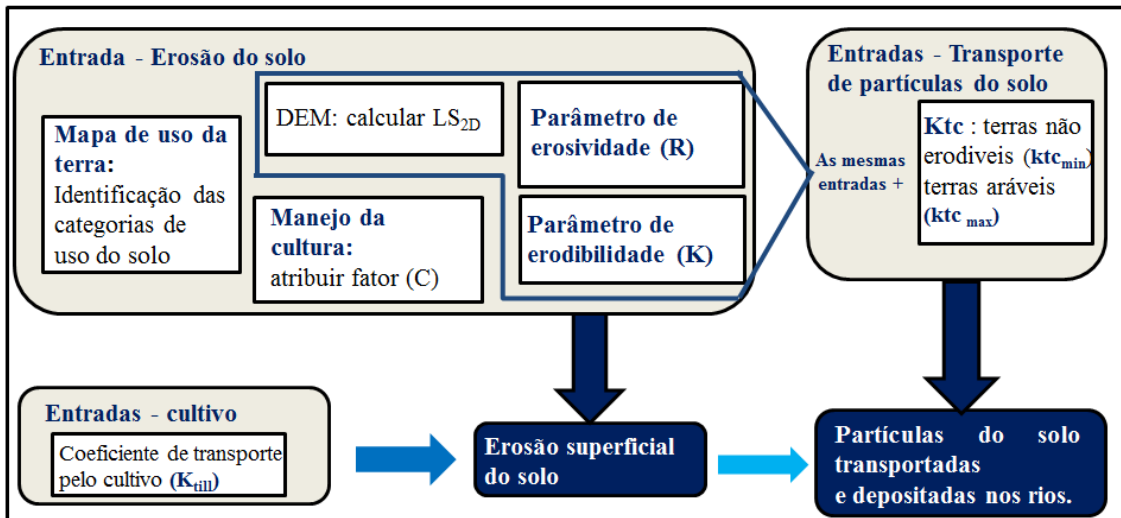 Entrada - Erosão do solo
Mapa de uso da
terra:
Identificação das
categorias de
uso do solo
DEM: calcular LS2D
Manejo da
cultura:
atribuir fator (C)
Parâmetro de
erosividade (R)
Parâmetro de
erodibilidade (K)
As mesmas
entradas +
Entradas - Transporte
de partículas do solo
Ktc : terras não
erodiveis (ktcmin)
terras aráveis
(ktc max)
Entradas - cultivo
Coeficiente de transporte
pelo cultivo (Ktill)
Erosão superficial
do solo
Partículas do solo
transportadas
e depositadas nos rios.